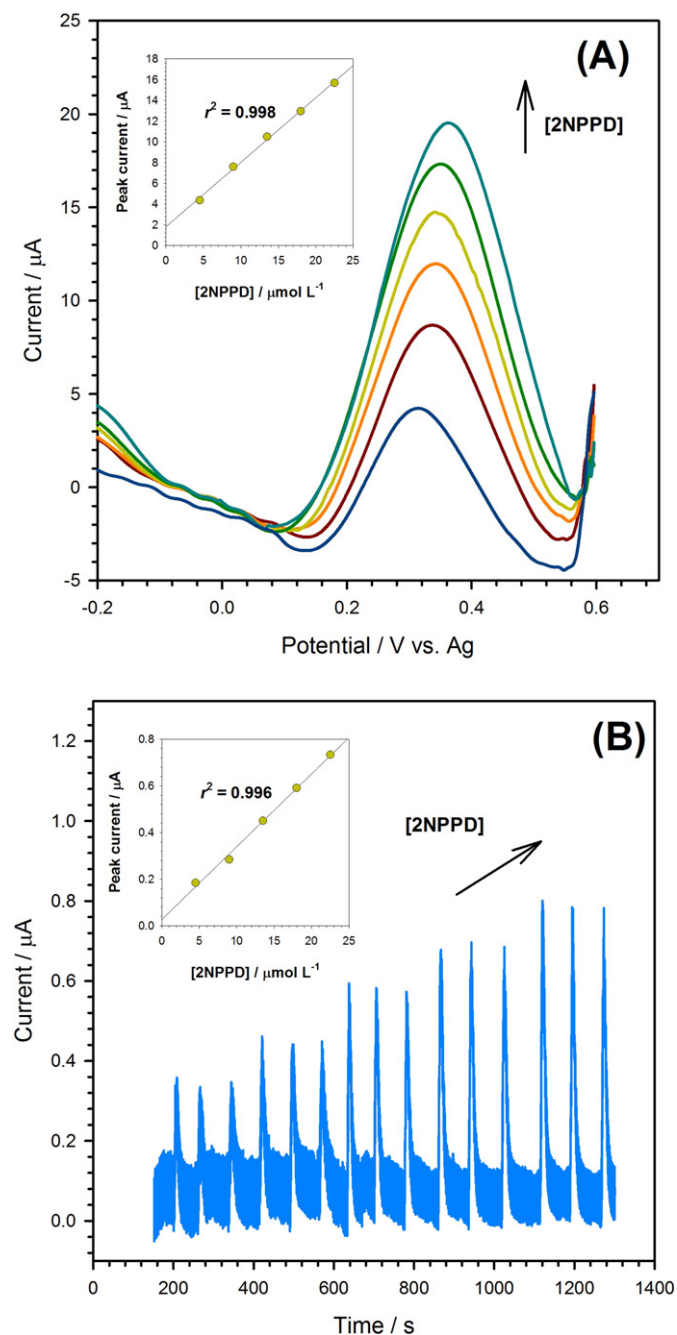 (A)
[2NPPD]
r² = 0.998
18
16
14
12
10
8
6
4
2
0
0 5 10 15 20 25
Peak current / μA
[2NPPD] / μmol L⁻¹
25
20
15
10
5
0
-5
-0.2 0.0 0.2 0.4 0.6
Current / μA
Potential / V vs. Ag
(B)
[2NPPD]
r² = 0.996
0.8
0.6
0.4
0.2
0.0
0 5 10 15 20 25
Peak current / μA
[2NPPD] / μmol L⁻¹
1.2
1.0
0.8
0.6
0.4
0.2
0.0
0 200 400 600 800 1000 1200 1400
Current / μA
Time / s